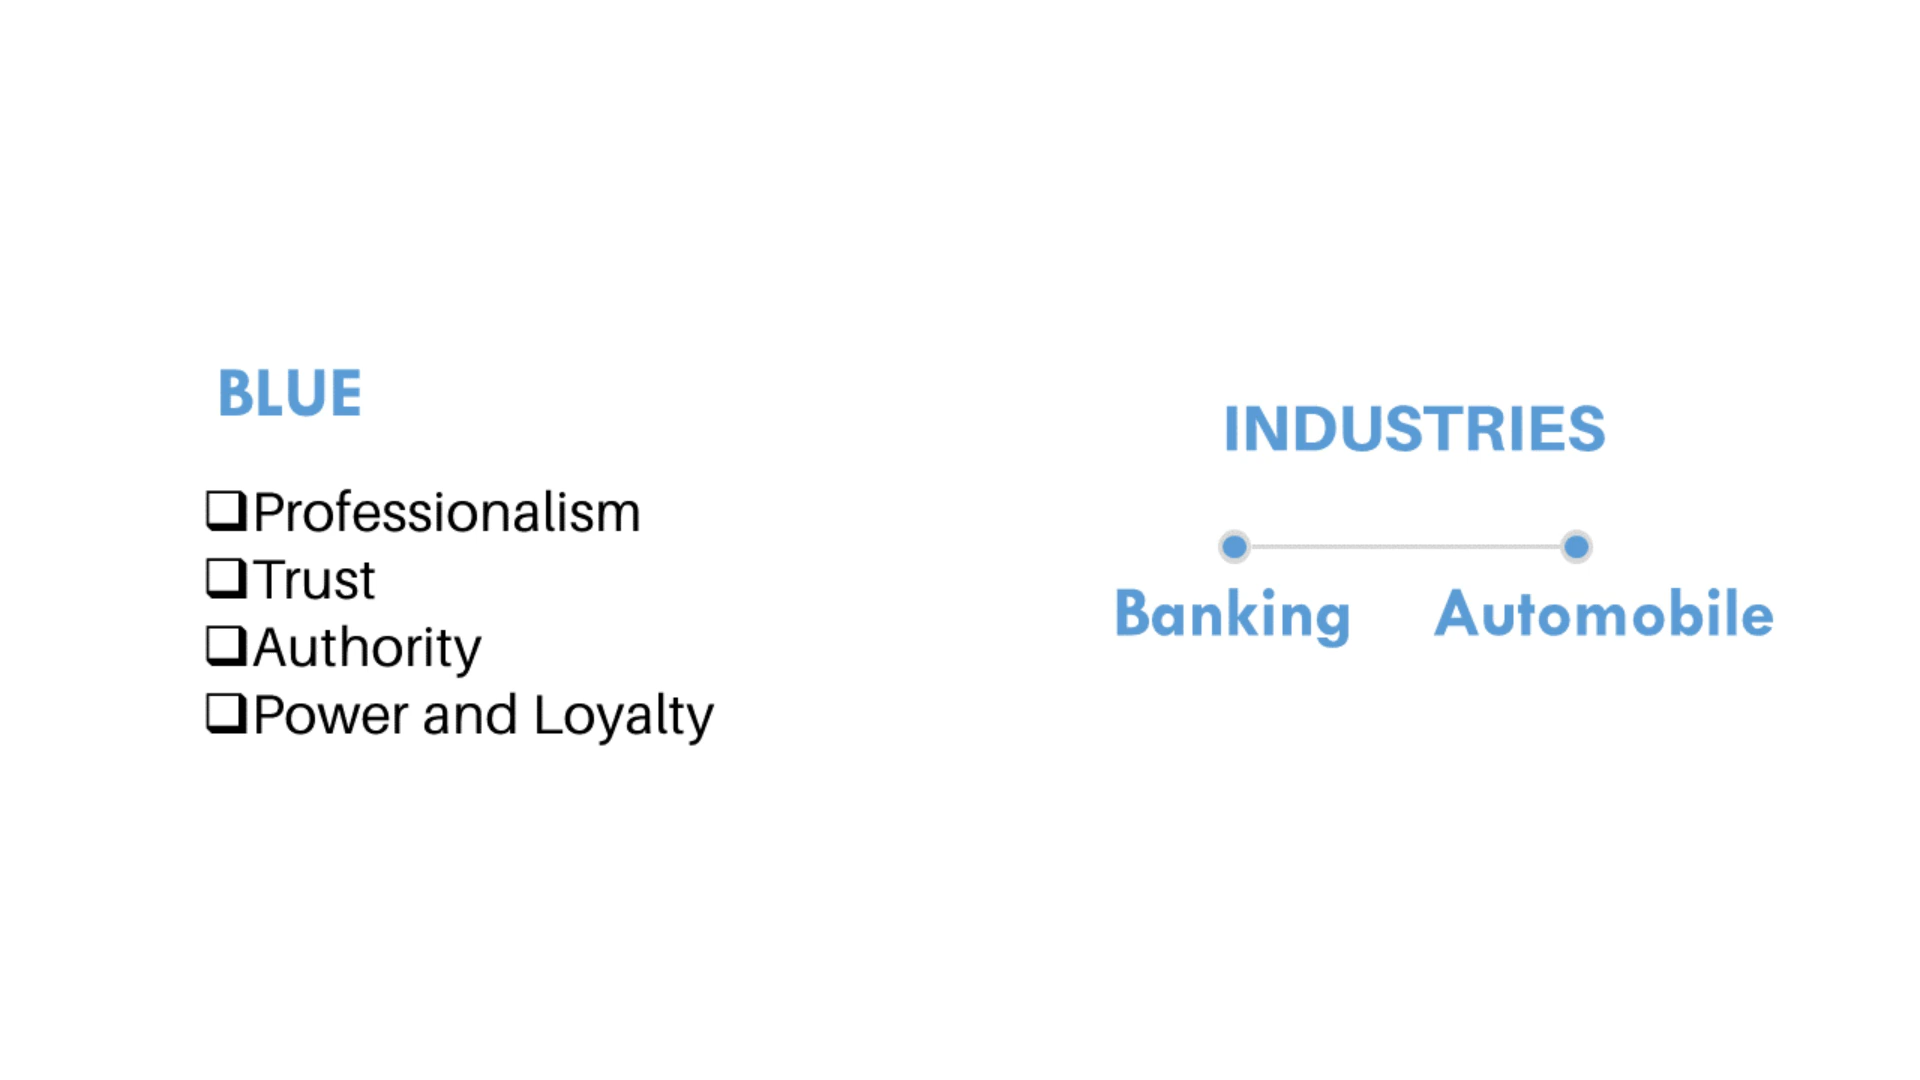 BLUE
❑Professionalism
❑Trust
❑Authority
❑Power and Loyalty
INDUSTRIES
Banking Automobile